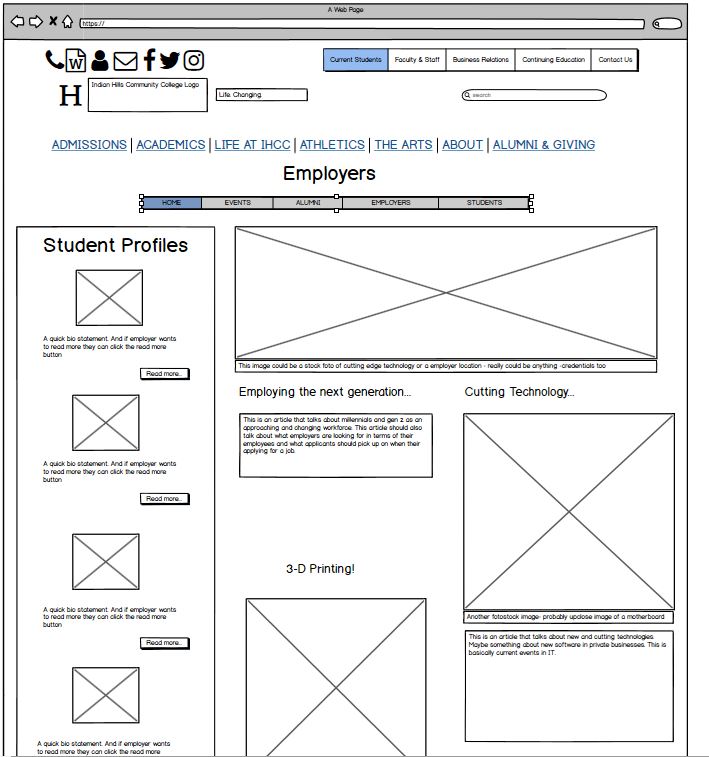 A Web Page
https://
W
Current Students
Faculty & Staff
Business Relations
Continuing Education
Contact Us
H
Indian Hills Community College Logo
Life. Changing.
search
ADMISSIONS | ACADEMICS | LIFE AT IHCC | ATHLETICS | THE ARTS | ABOUT | ALUMNI & GIVING
Employers
HOME
EVENTS
ALUMNI
EMPLOYERS
STUDENTS
Student Profiles
A quick bio statement. And if employer wants
to read more they can click the read more
button
Read more...
A quick bio statement. And if employer wants
to read more they can click the read more
button
Read more...
A quick bio statement. And if employer wants
to read more they can click the read more
button
Read more...
A quick bio statement. And if employer wants
to read more they can click the read more
This image could be a stock foto of cutting edge technology or a employer location - really could be anything -credentials too
Employing the next generation...
This is an article that talks about millennials and gen z as an
approaching and changing workforce. This article should also
talk about what employers are looking for in terms of their
employees and what applicants should pick up on when their
applying for a job.
3-D Printing!
Cutting Technology...
Another fotostock image- probably upclose image of a motherboard
This is an article that talks about new and cutting technologies.
Maybe something about new software in private businesses. This is
basically current events in IT.